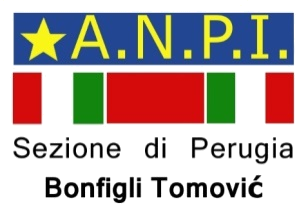 A.N.P.I.
Sezione di Perugia
Bonfigli Tomović